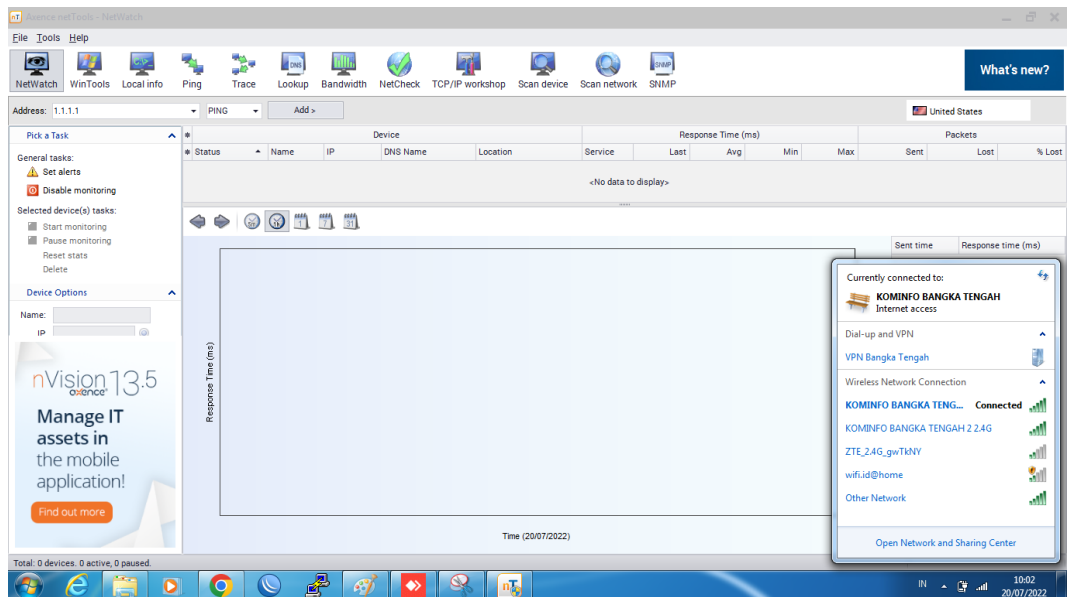 nT Axence netTools – NetWatch
File Tools Help
NetWatch WinTools Local info Ping Trace Lookup Bandwidth NetCheck TCP/IP workshop Scan device Scan network SNMP
DNS
SNMP
What's new?
Address: 1.1.1.1 PING Add > United States
Pick a Task
General tasks:
Set alerts
Disable monitoring
Selected device(s) tasks:
Start monitoring
Pause monitoring
Reset stats
Delete
Device Options
Name:
IP
nVision 13.5
axence®
Manage IT
assets in
the mobile
application!
Find out more
Device Response Time (ms) Packets
Status Name IP DNS Name Location Service Last Avg Min Max Sent Lost % Lost
<No data to display>
1 7 31
Sent time Response time (ms)
Response Time (ms)
Time (20/07/2022)
Currently connected to:
KOMINFO BANGKA TENGAH
Internet access
Dial-up and VPN
VPN Bangka Tengah
Wireless Network Connection
KOMINFO BANGKA TENG... Connected
KOMINFO BANGKA TENGAH 2 2.4G
ZTE_2.4G_gwTkNY
wifi.id@home
Other Network
Open Network and Sharing Center
Total: 0 devices. 0 active, 0 paused.
nT
IN
10:02
20/07/2022